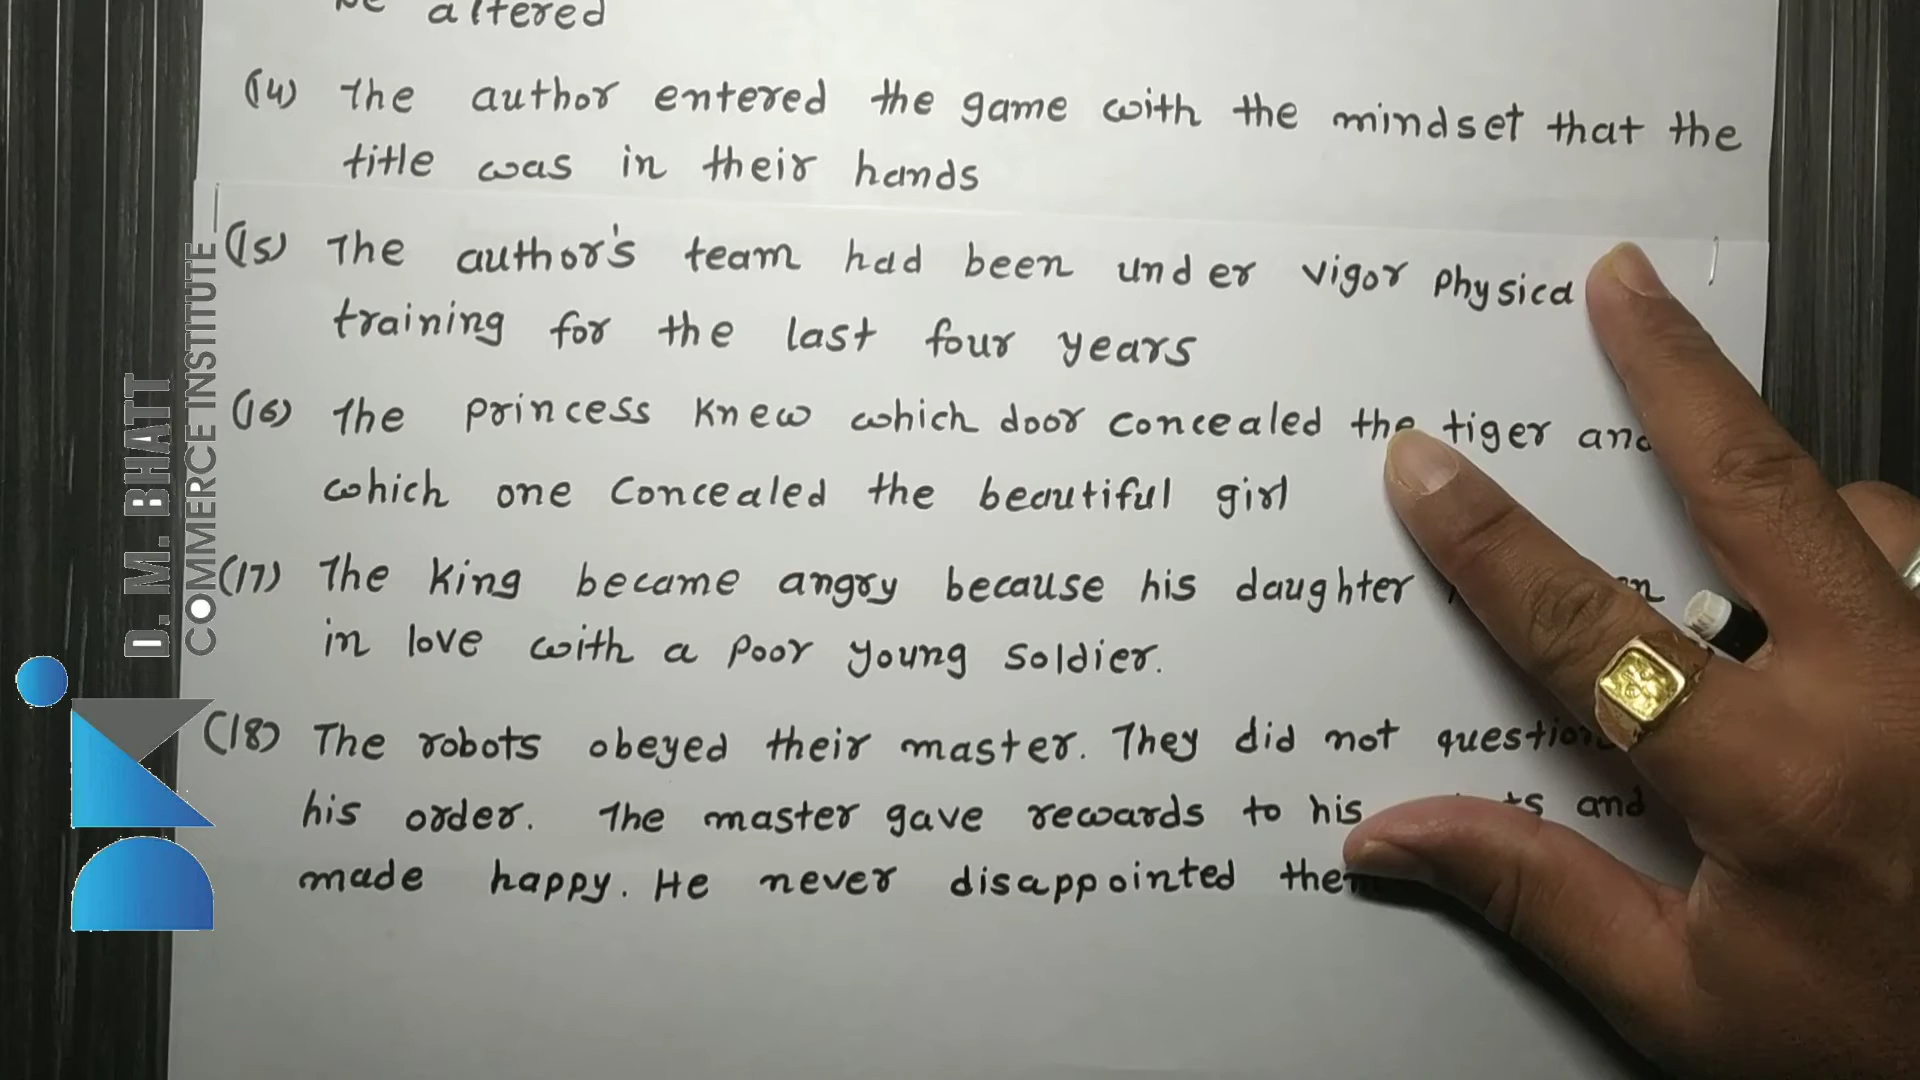 be altered
(14) The author entered the game with the mindset that the
title was in their hands
(15) The author's team had been under vigor physica
training for the last four years
(16) The princess knew which door concealed the tiger and
which one concealed the beautiful girl
(17) The king became angry because his daughter
in love with a poor young soldier.
(18) The robots obeyed their master. They did not question
his order. The master gave rewards to his and
made happy. He never disappointed them
D. M. BHATT
COMMERCE INSTITUTE